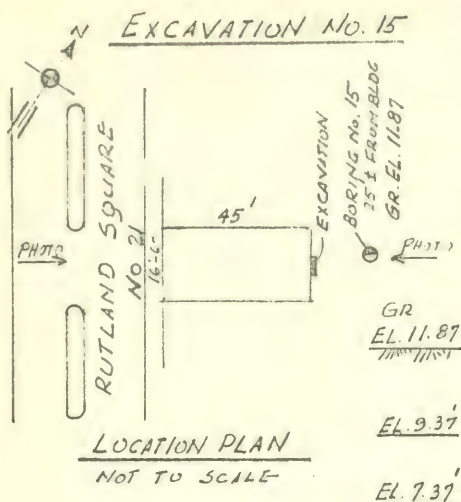 EXCAVATION NO. 15
N
PHOTO
RUTLAND SQUARE
NO 21
16'-6"
45'
EXCAVATION
BORING NO. 15
25 ± FROM BLDG
GR. EL. 11.87
PHOTO
GR
EL. 11.87
EL. 9.37'
EL. 7.37'
LOCATION PLAN
NOT TO SCALE